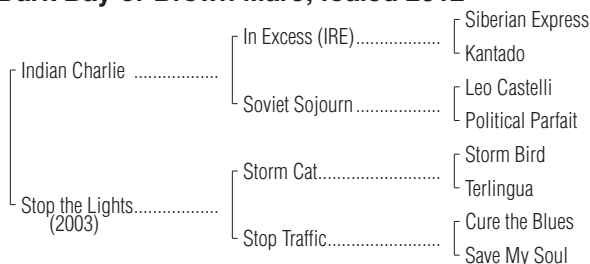 Dark Bay or Brown Mare, foaled 2012
Siberian Express
In Excess (IRE)....................
Kantado
Indian Charlie ..................
Leo Castelli
Soviet Sojourn....................
Political Parfait
Storm Bird
Storm Cat.............................
Terlingua
Stop the Lights..................
(2003)
Cure the Blues
Stop Traffic...........................
Save My Soul